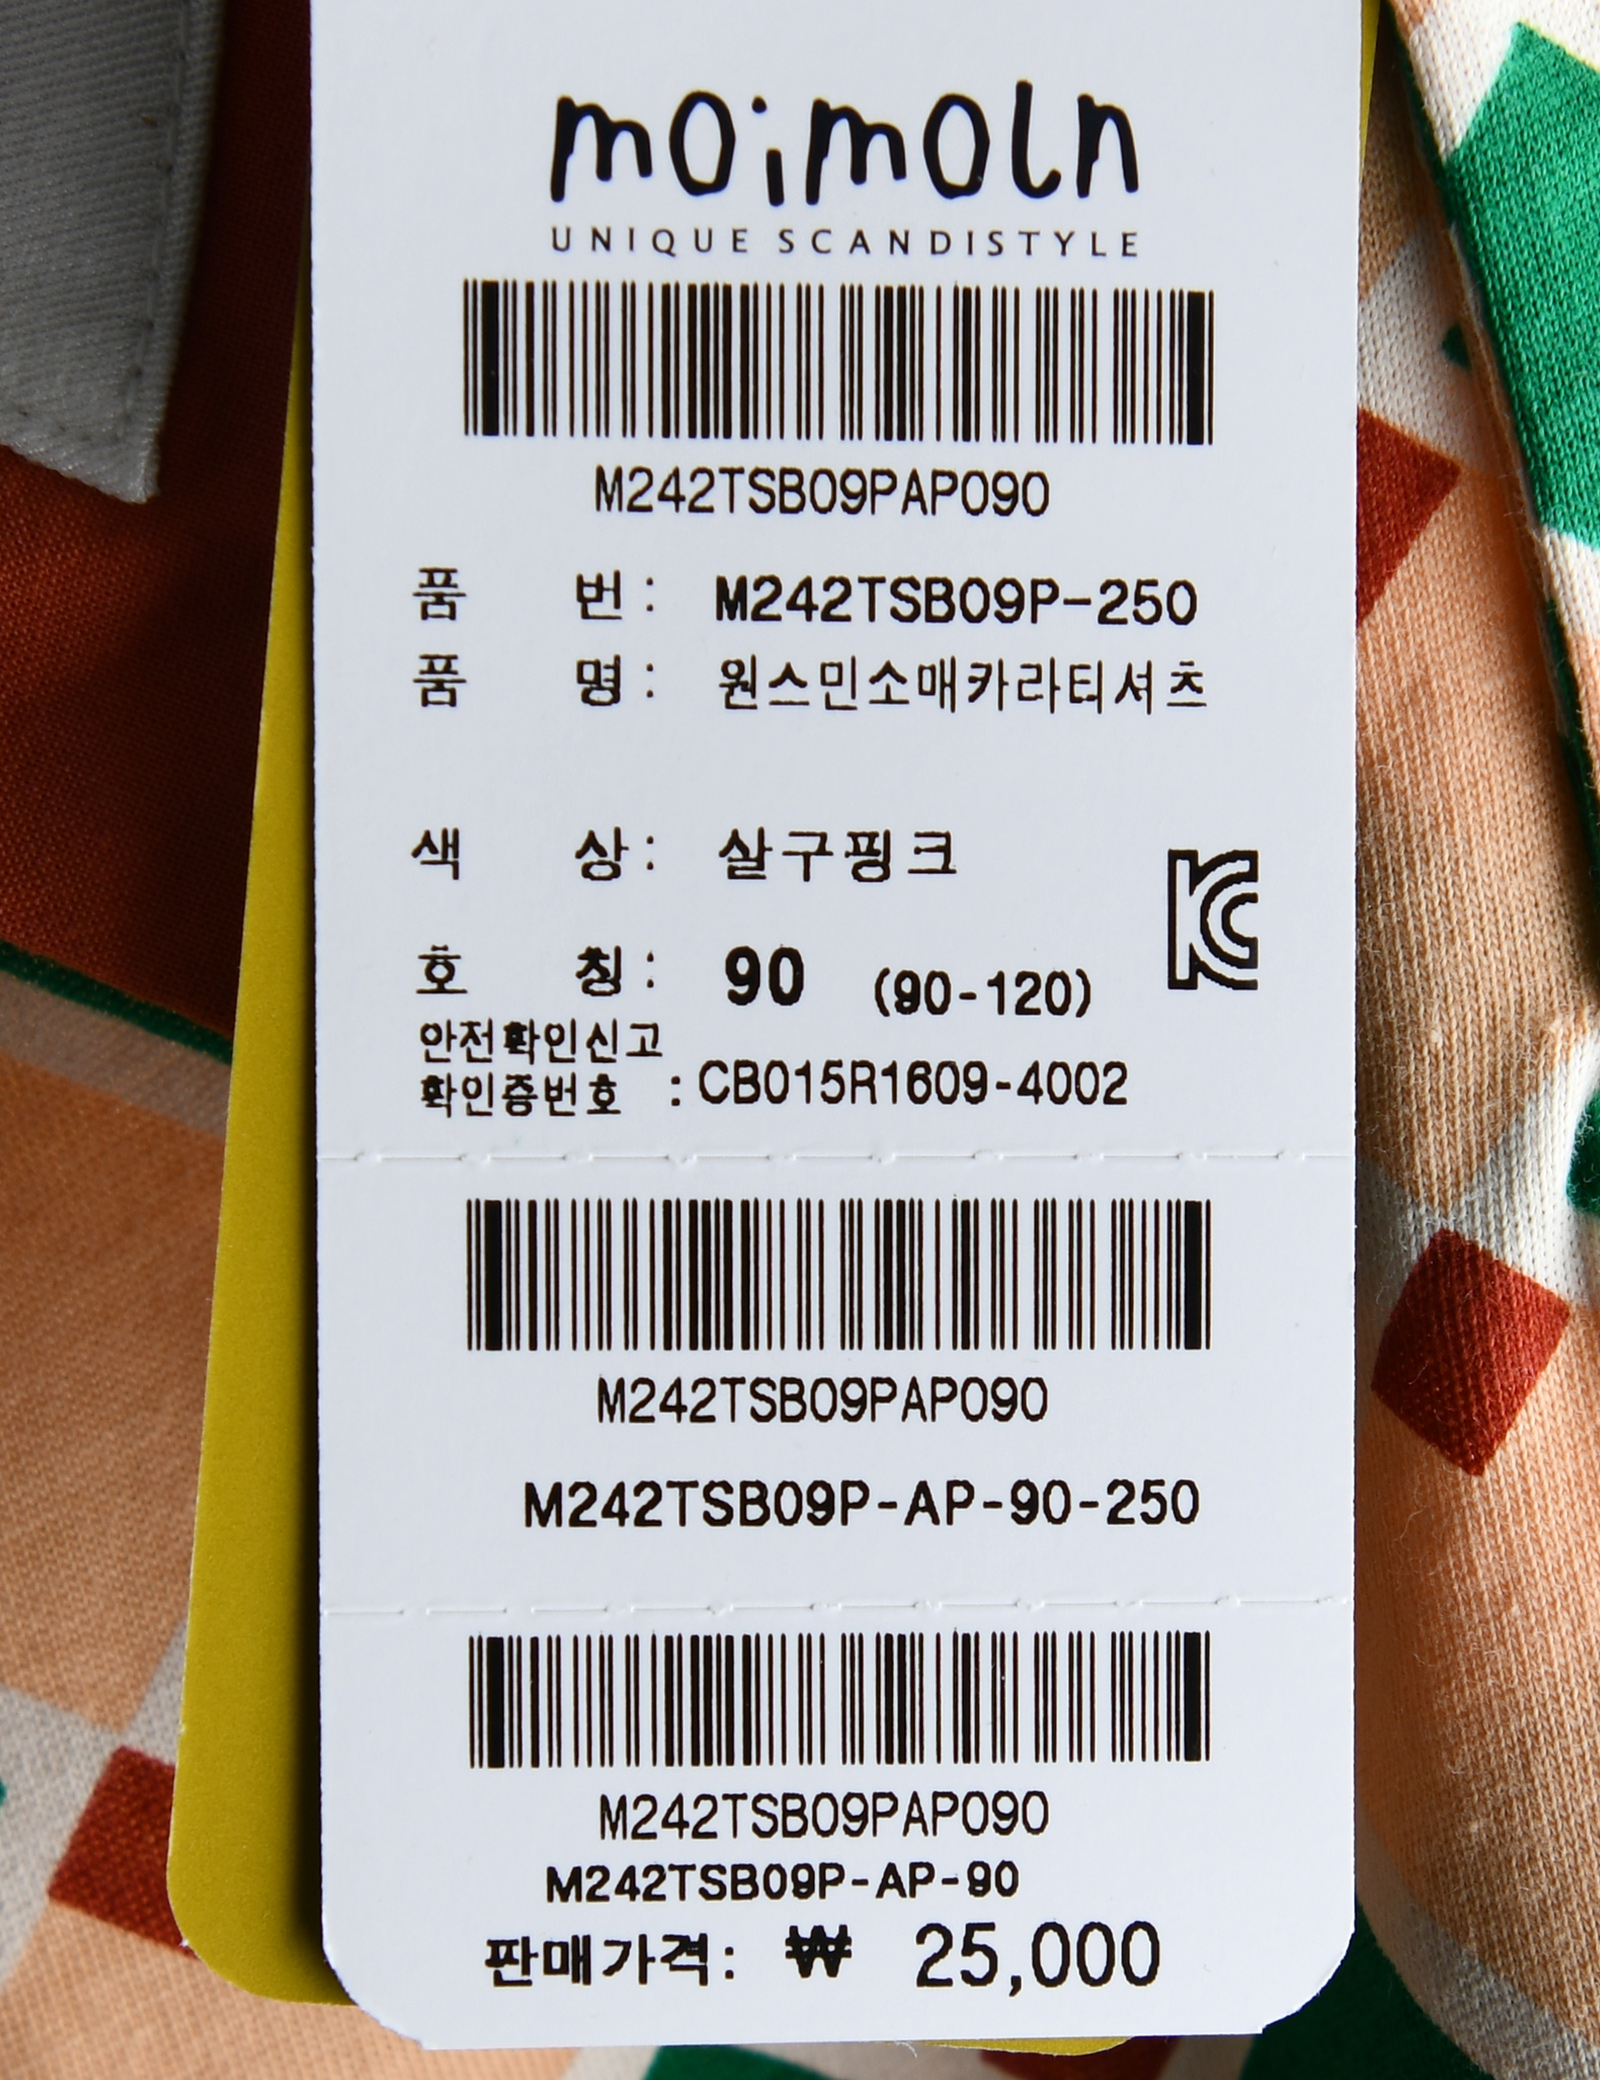 moimoln
UNIQUE SCANDISTYLE
M242TSB09PAP090
품 번 : M242TSB09P-250
품 명 : 원스민소매카라티셔츠
색 상 : 살구핑크
호 칭 : 90 (90-120)
안전확인신고
확인증번호 : CB015R1609-4002
M242TSB09PAP090
M242TSB09P-AP-90-250
M242TSB09PAP090
M242TSB09P-AP-90
판매가격: ₩ 25,000